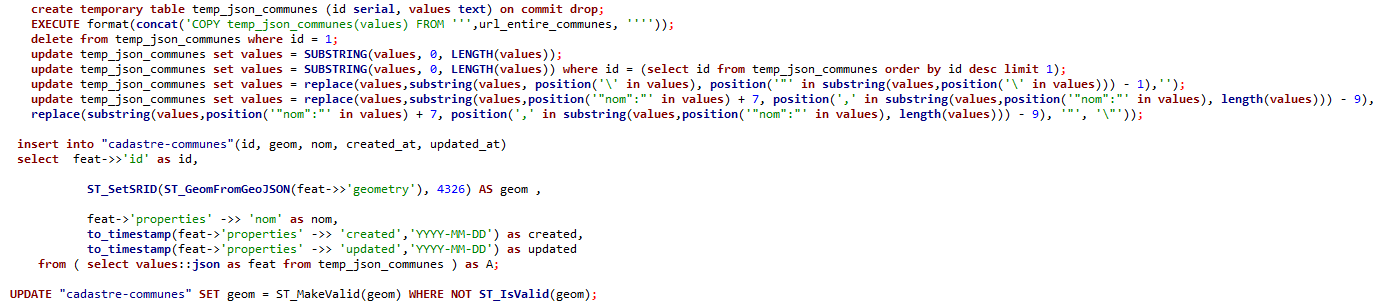 create temporary table temp_json_communes (id serial, values text) on commit drop;
EXECUTE format(concat('COPY temp_json_communes(values) FROM ''',url_entire_communes, ''''));
delete from temp_json_communes where id = 1;
update temp_json_communes set values = SUBSTRING(values, 0, LENGTH(values));
update temp_json_communes set values = SUBSTRING(values, 0, LENGTH(values)) where id = (select id from temp_json_communes order by id desc limit 1);
update temp_json_communes set values = replace(values,substring(values, position('\' in values), position('"' in substring(values,position('\' in values))) - 1),'');
update temp_json_communes set values = replace(values,substring(values,position('"nom":"' in values) + 7, position(',' in substring(values,position('"nom":"' in values), length(values))) - 9),
replace(substring(values,position('"nom":"' in values) + 7, position(',' in substring(values,position('"nom":"' in values), length(values))) - 9), '"', '\"'));
insert into "cadastre-communes"(id, geom, nom, created_at, updated_at)
select  feat->>'id' as id,
ST_SetSRID(ST_GeomFromGeoJSON(feat->>'geometry'), 4326) AS geom ,
feat->'properties' ->> 'nom' as nom,
to_timestamp(feat->'properties' ->> 'created','YYYY-MM-DD') as created,
to_timestamp(feat->'properties' ->> 'updated','YYYY-MM-DD') as updated
from ( select values::json as feat from temp_json_communes ) as A;
UPDATE "cadastre-communes" SET geom = ST_MakeValid(geom) WHERE NOT ST_IsValid(geom);